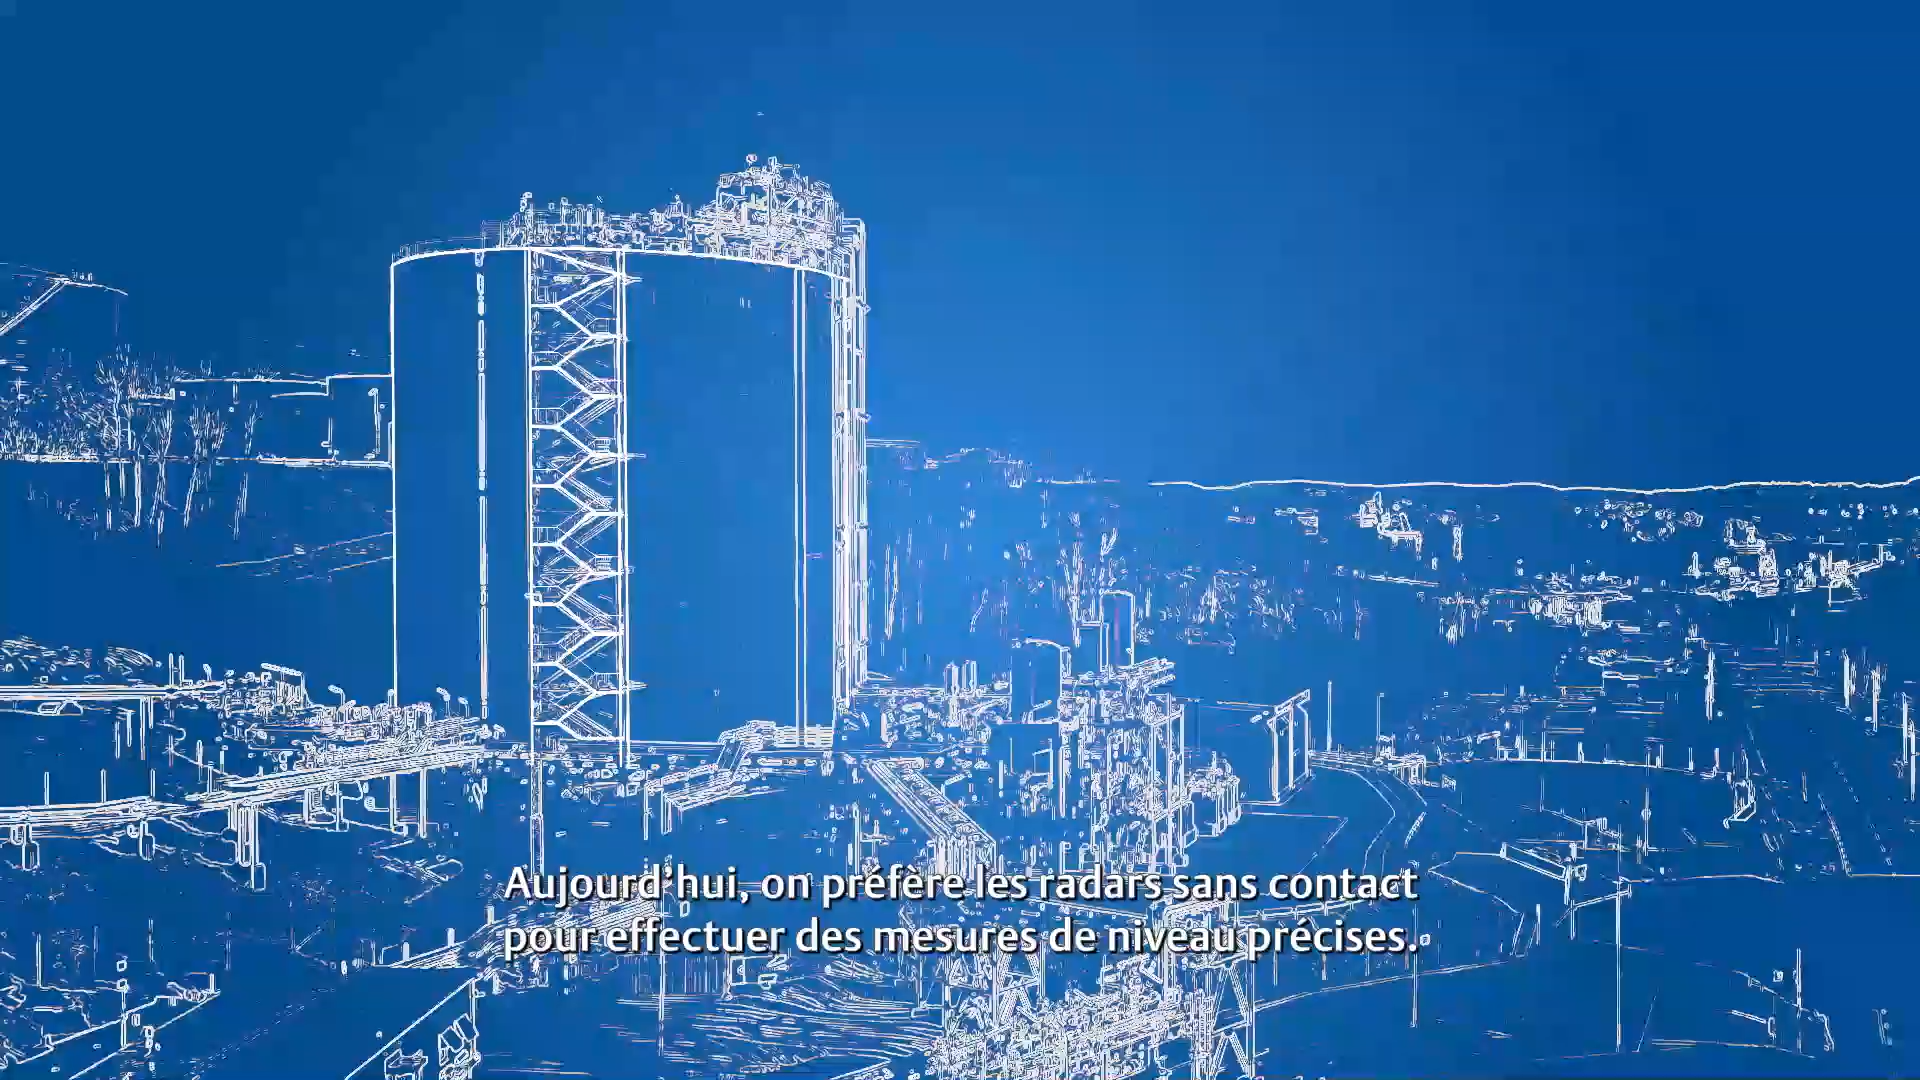 Aujourd’hui, on préfère les radars sans contact
pour effectuer des mesures de niveau précises.